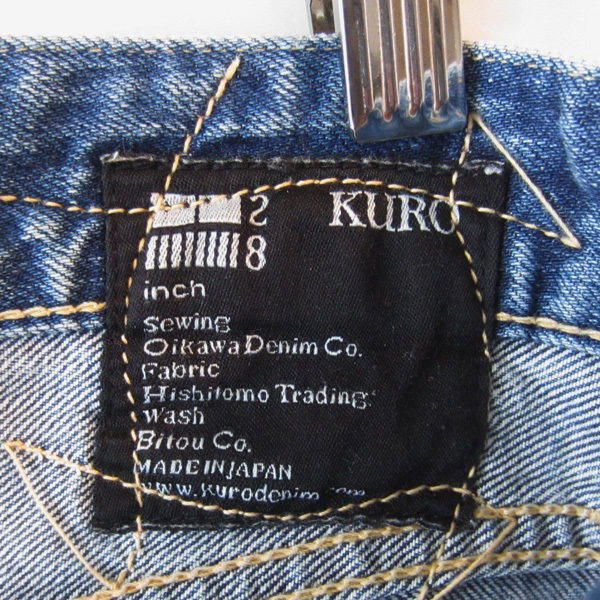 2 KURO
8
inch
Sewing
Oikawa Denim Co.
Fabric
Hishitomo Trading
Wash
Bitou Co.
MADE IN JAPAN
www.kurodenim.com